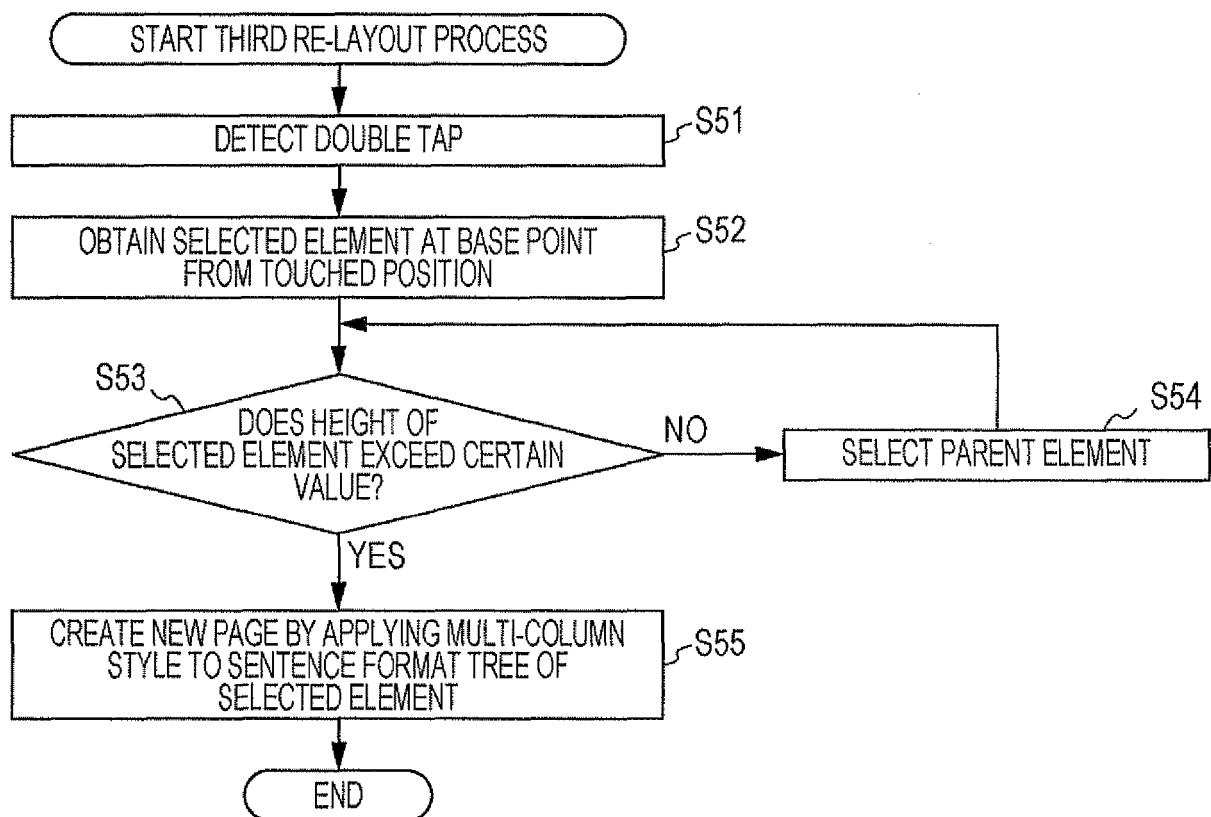 START THIRD RE-LAYOUT PROCESS
DETECT DOUBLE TAP
S51
OBTAIN SELECTED ELEMENT AT BASE POINT
FROM TOUCHED POSITION
S52
S53
DOES HEIGHT OF
SELECTED ELEMENT EXCEED CERTAIN
VALUE?
NO
S54
SELECT PARENT ELEMENT
YES
CREATE NEW PAGE BY APPLYING MULTI-COLUMN
STYLE TO SENTENCE FORMAT TREE OF
SELECTED ELEMENT
S55
END